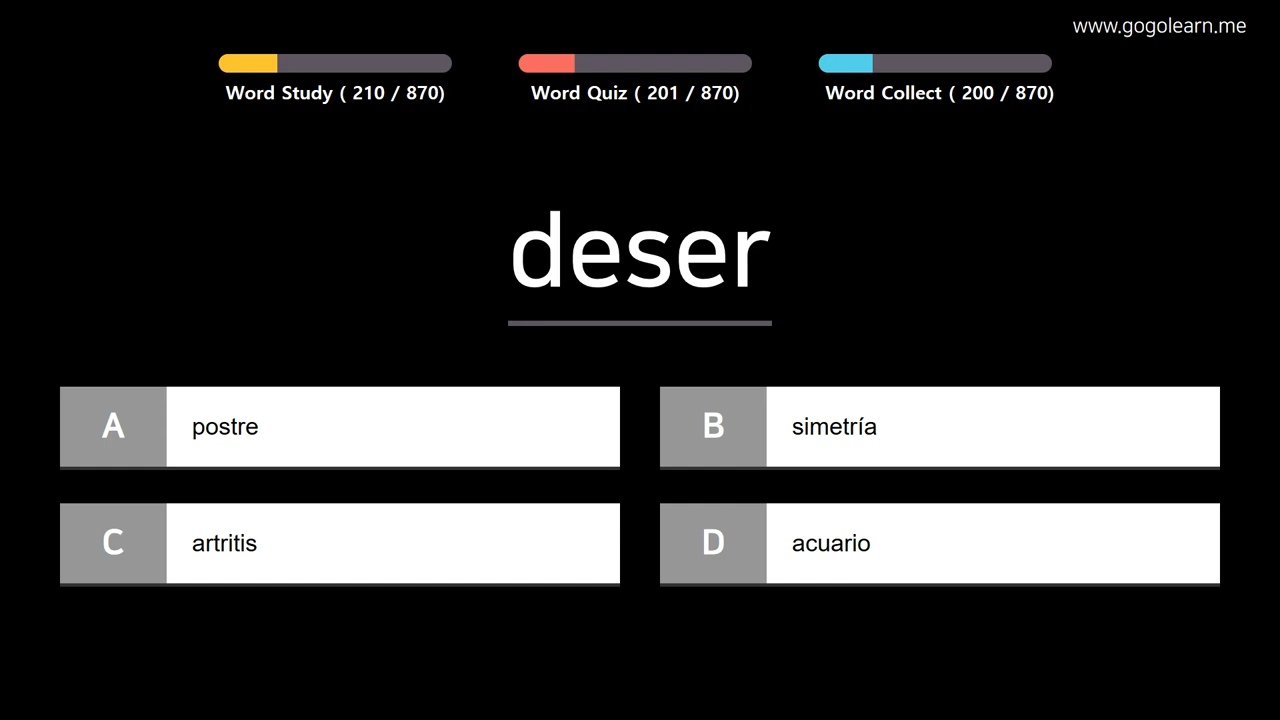 www.gogolearn.me
Word Study ( 210 / 870)
Word Quiz ( 201 / 870)
Word Collect ( 200 / 870)
deser
A postre
B simetría
C artritis
D acuario